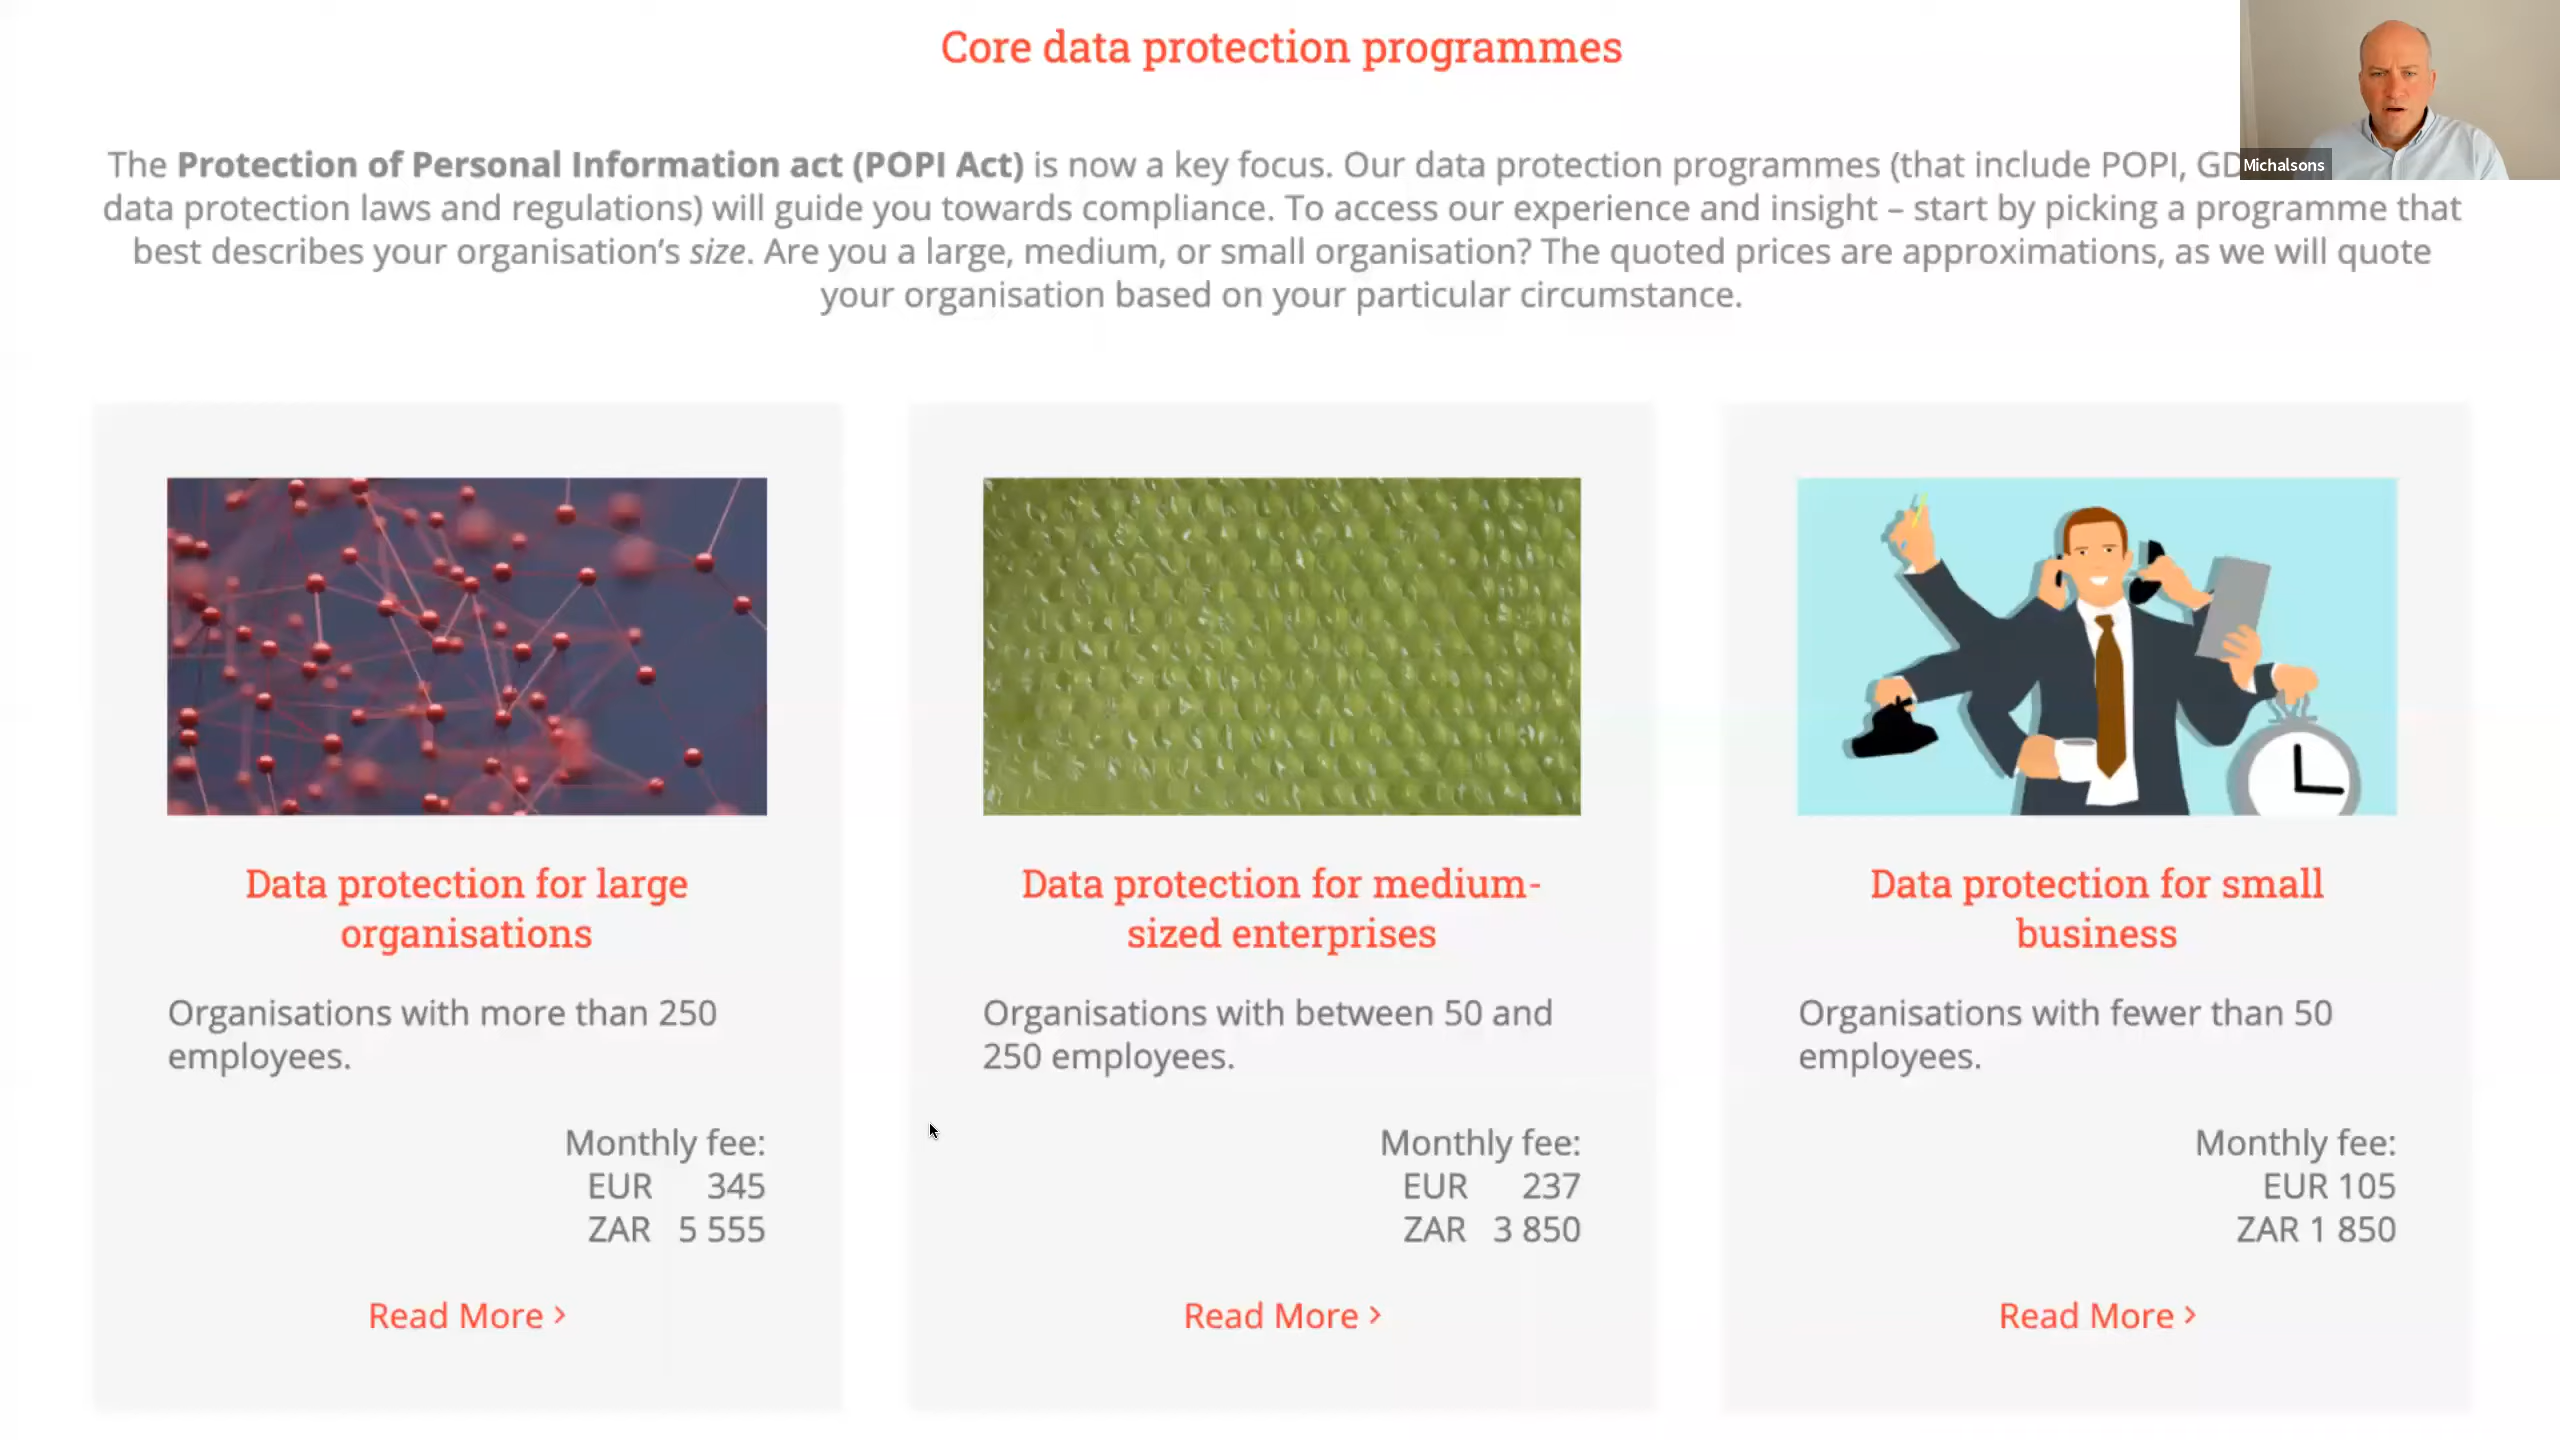 Core data protection programmes
Michalsons
The Protection of Personal Information act (POPI Act) is now a key focus. Our data protection programmes (that include POPI,
data protection laws and regulations) will guide you towards compliance. To access our experience and insight – start by picking a programme that
best describes your organisation's size. Are you a large, medium, or small organisation? The quoted prices are approximations, as we will quote
your organisation based on your particular circumstance.
Data protection for large
organisations
Organisations with more than 250
employees.
Monthly fee:
EUR 345
ZAR 5 555
Read More >
Data protection for medium-
sized enterprises
Organisations with between 50 and
250 employees.
Monthly fee:
EUR 237
ZAR 3 850
Read More >
Data protection for small
business
Organisations with fewer than 50
employees.
Monthly fee:
EUR 105
ZAR 1 850
Read More >